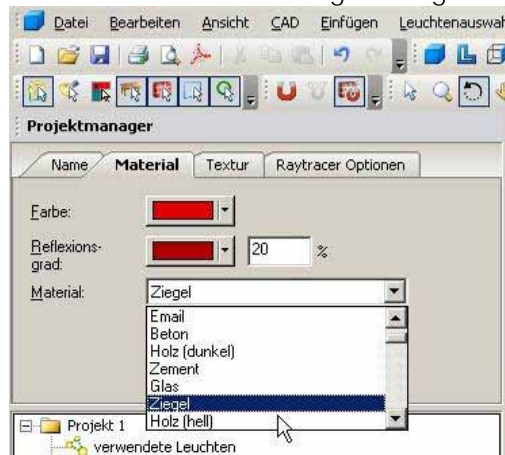 Datei Bearbeiten Ansicht CAD Einfügen
Projektmanager
Name Material Textur Raytracer Optionen
Farbe:
Reflexions-
grad: 20 %
Material: Ziegel
Email
Beton
Holz (dunkel)
Zement
Glas
Ziegel
Holz (hell)
Projekt 1
verwendete Leuchten